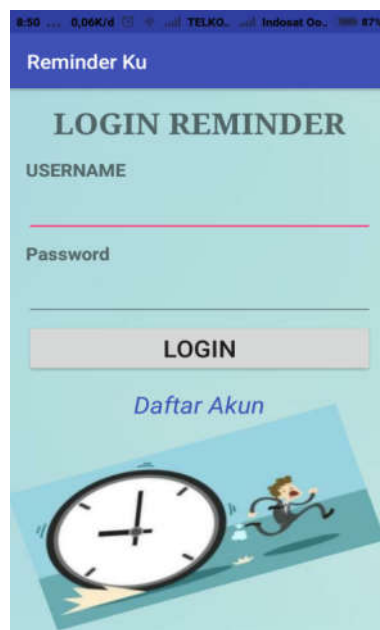 8:50 ... 0,06K/d TELKO... Indosat Oo.. 87%
Reminder Ku
LOGIN REMINDER
USERNAME
Password
LOGIN
Daftar Akun